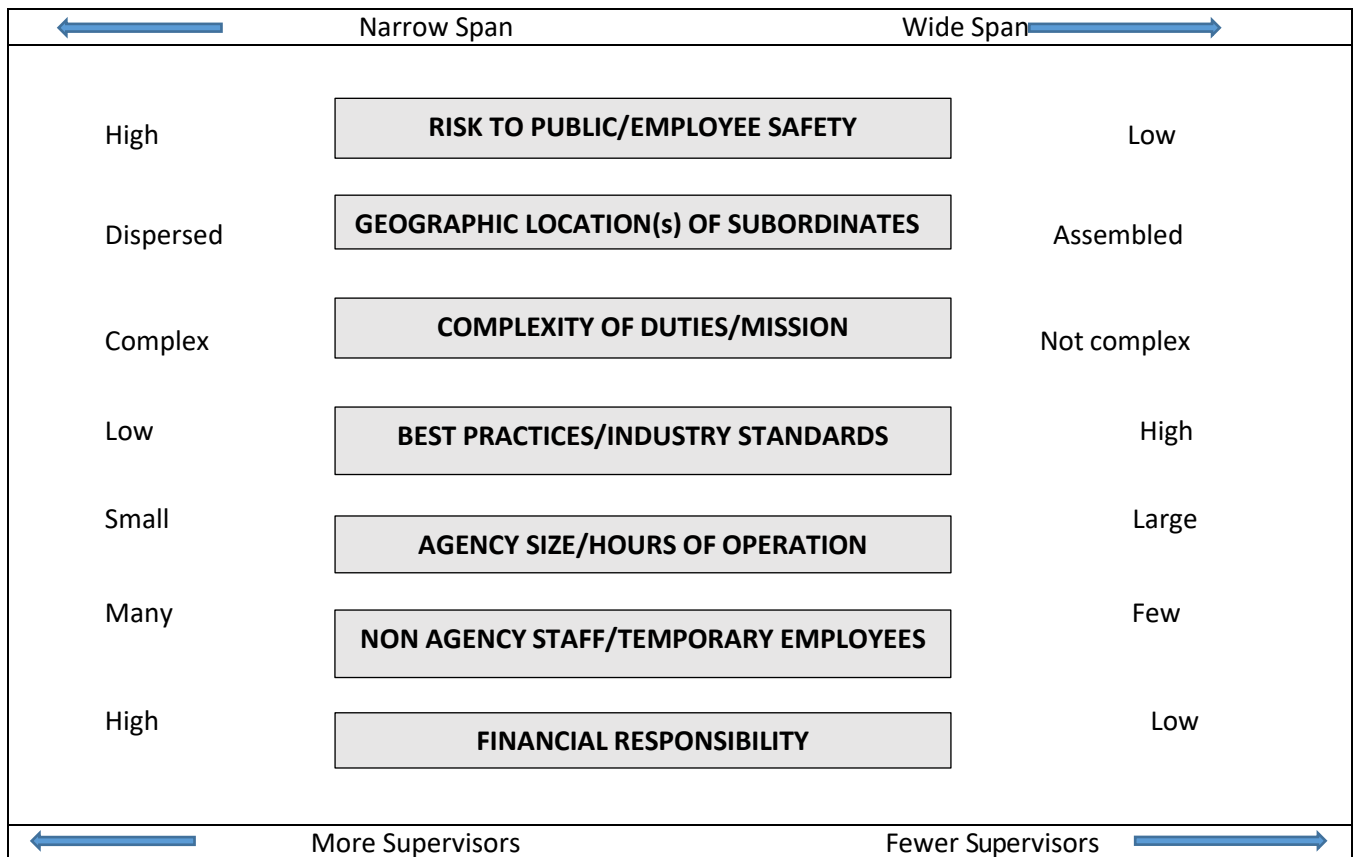 Narrow Span Wide Span
High RISK TO PUBLIC/EMPLOYEE SAFETY Low
Dispersed GEOGRAPHIC LOCATION(s) OF SUBORDINATES Assembled
Complex COMPLEXITY OF DUTIES/MISSION Not complex
Low BEST PRACTICES/INDUSTRY STANDARDS High
Small AGENCY SIZE/HOURS OF OPERATION Large
Many NON AGENCY STAFF/TEMPORARY EMPLOYEES Few
High FINANCIAL RESPONSIBILITY Low
More Supervisors Fewer Supervisors